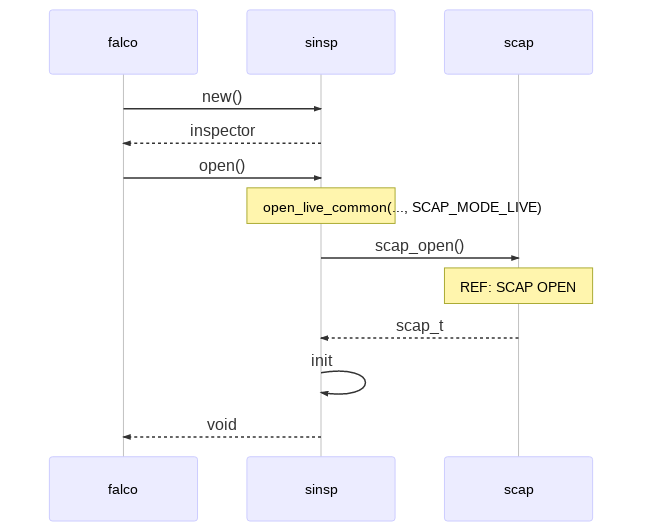 falco sinsp scap
new()
inspector
open()
open_live_common(..., SCAP_MODE_LIVE)
scap_open()
REF: SCAP OPEN
scap_t
init
void
falco sinsp scap